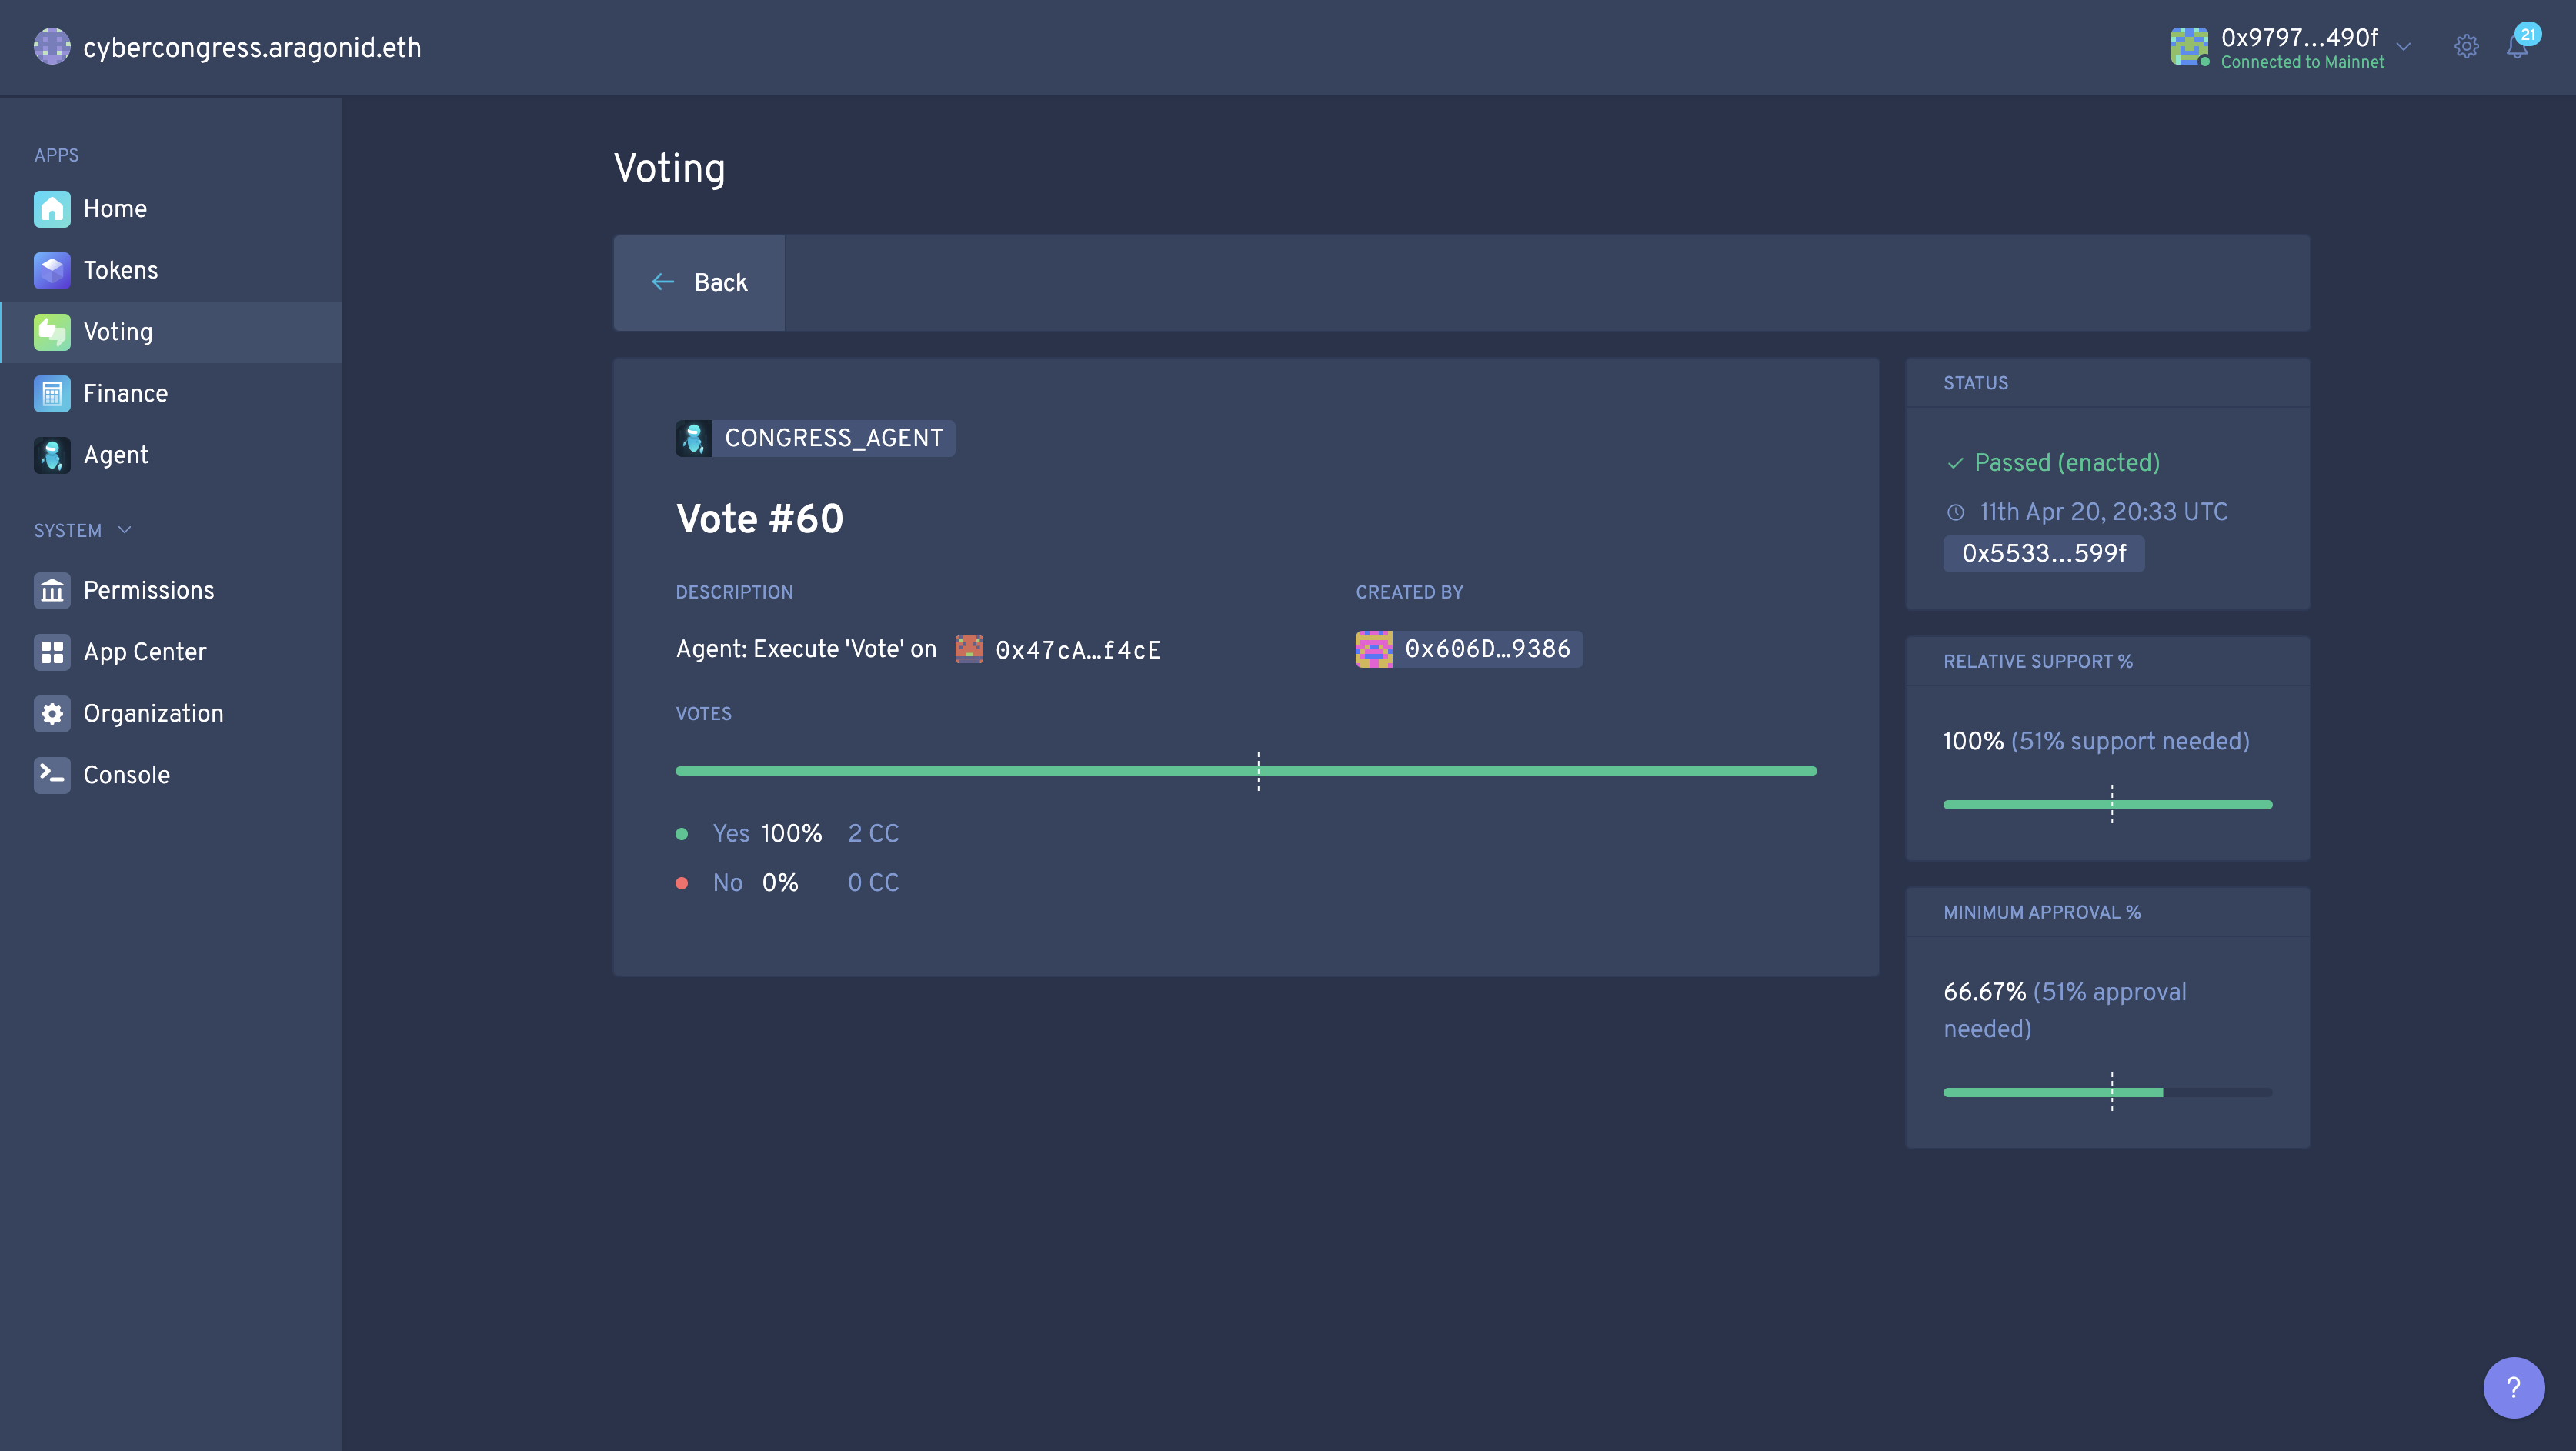 cybercongress.aragonid.eth
0x9797...490f
Connected to Mainnet
21
APPS
Home
Tokens
Voting
Finance
Agent
SYSTEM
Permissions
App Center
Organization
Console
Voting
Back
CONGRESS_AGENT
Vote #60
DESCRIPTION
Agent: Execute 'Vote' on 0x47cA…f4cE
CREATED BY
0x606D…9386
VOTES
Yes 100% 2 CC
No 0% 0 CC
STATUS
Passed (enacted)
11th Apr 20, 20:33 UTC
0x5533...599f
RELATIVE SUPPORT %
100% (51% support needed)
MINIMUM APPROVAL %
66.67% (51% approval
needed)
?